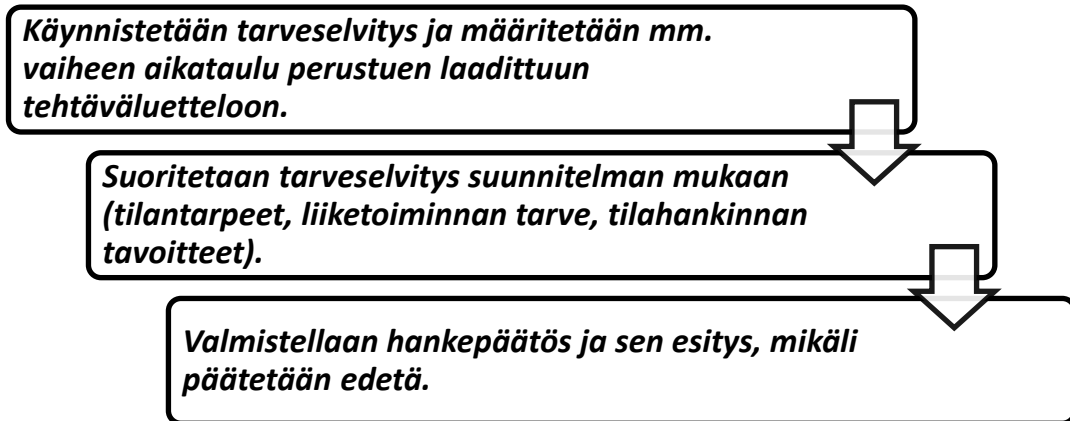 Käynnistetään tarveselvitys ja määritetään mm.
vaiheen aikataulu perustuen laadittuun
tehtäväluetteloon.
Suoritetaan tarveselvitys suunnitelman mukaan
(tilantarpeet, liiketoiminnan tarve, tilahankinnan
tavoitteet).
Valmistellaan hankepäätös ja sen esitys, mikäli
päätetään edetä.